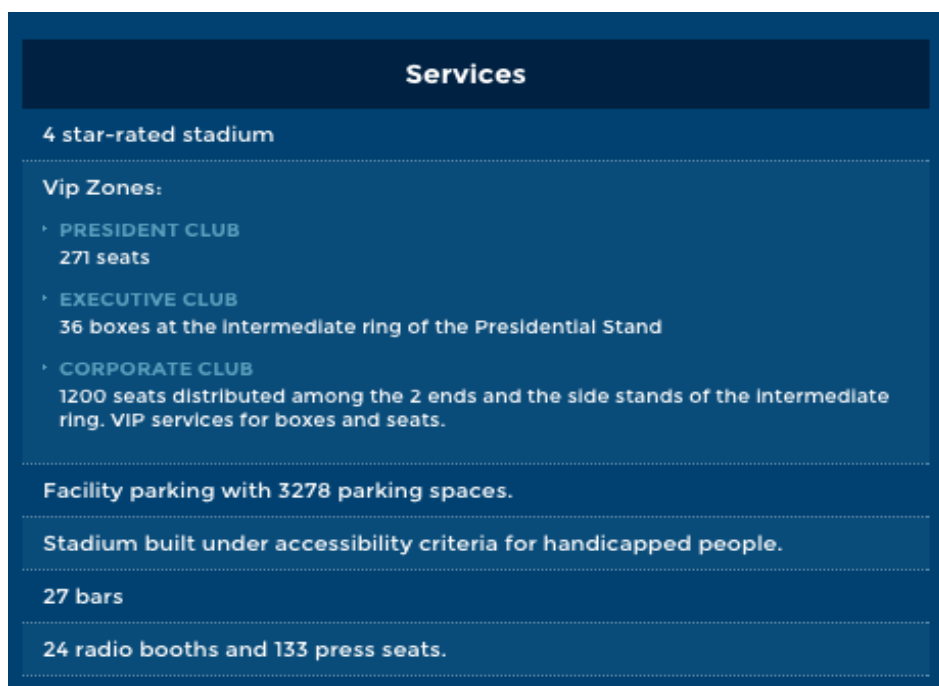 Services
4 star-rated stadium
Vip Zones:
PRESIDENT CLUB
271 seats
EXECUTIVE CLUB
36 boxes at the intermediate ring of the Presidential Stand
CORPORATE CLUB
1200 seats distributed among the 2 ends and the side stands of the intermediate
ring. VIP services for boxes and seats.
Facility parking with 3278 parking spaces.
Stadium built under accessibility criteria for handicapped people.
27 bars
24 radio booths and 133 press seats.